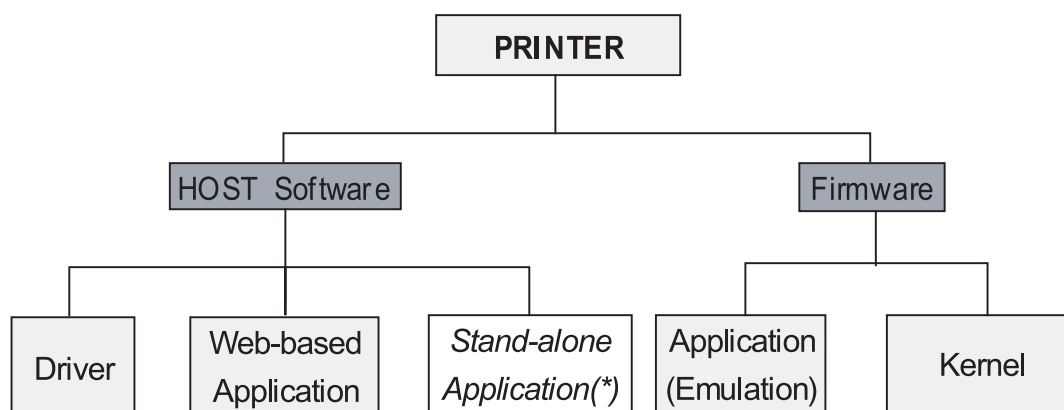 PRINTER
HOST Software
Firmware
Driver
Web-based
Application
Stand-alone
Application(*)
Application
(Emulation)
Kernel